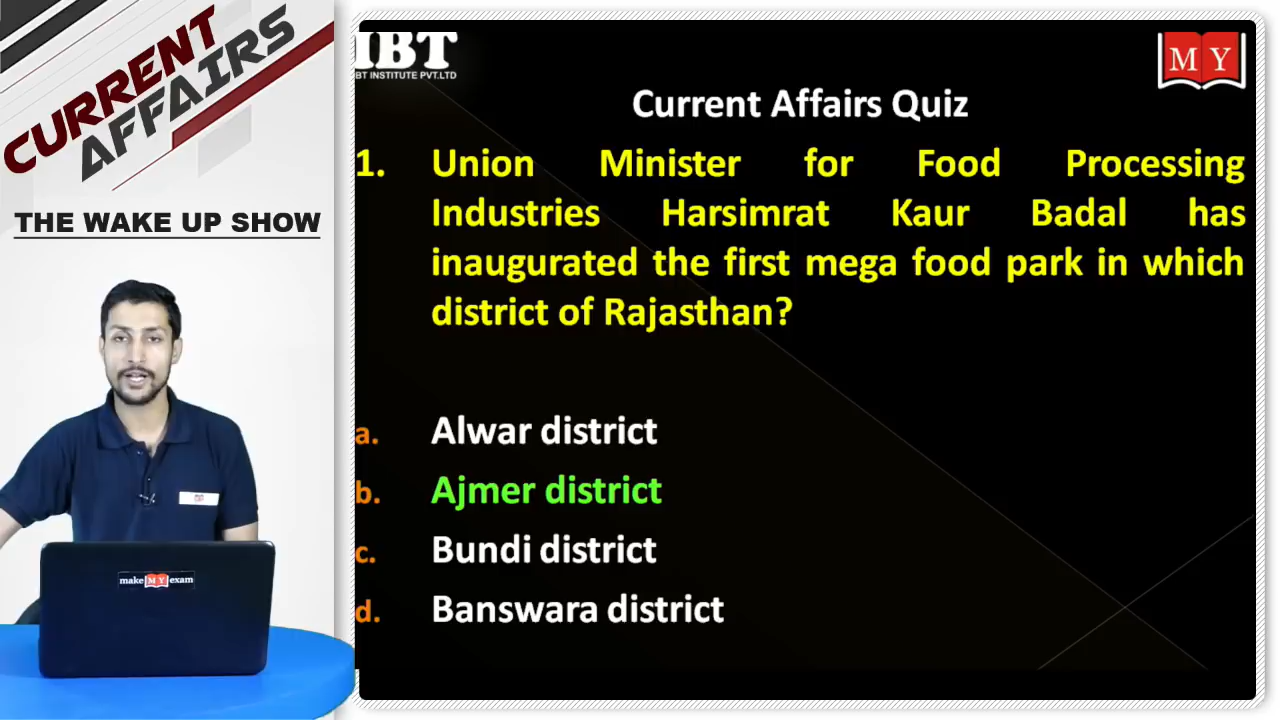 CURRENT
AFFAIRS
THE WAKE UP SHOW
make MY exam
IBT
IBT INSTITUTE PVT.LTD
M Y
Current Affairs Quiz
1. Union Minister for Food Processing
Industries Harsimrat Kaur Badal has
inaugurated the first mega food park in which
district of Rajasthan?
a. Alwar district
b. Ajmer district
c. Bundi district
d. Banswara district